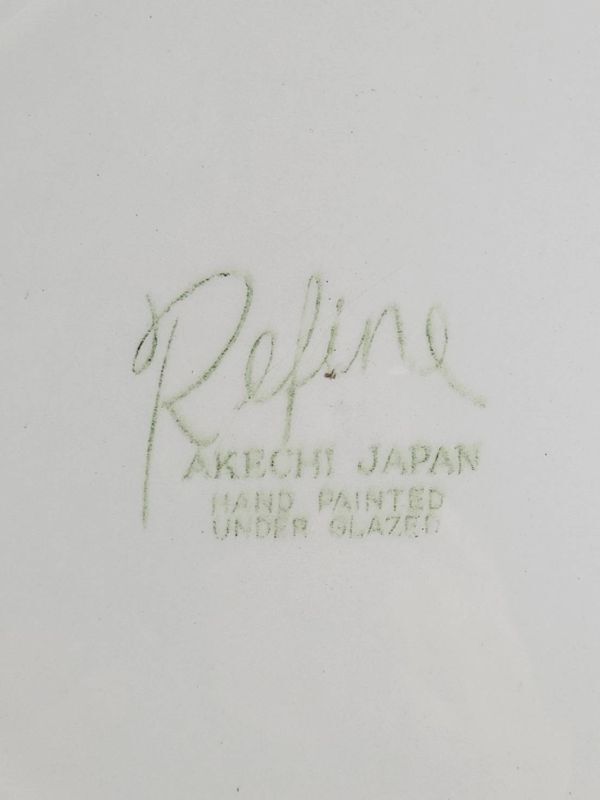 Refine
AKECHI JAPAN
HAND PAINTED
UNDER GLAZED